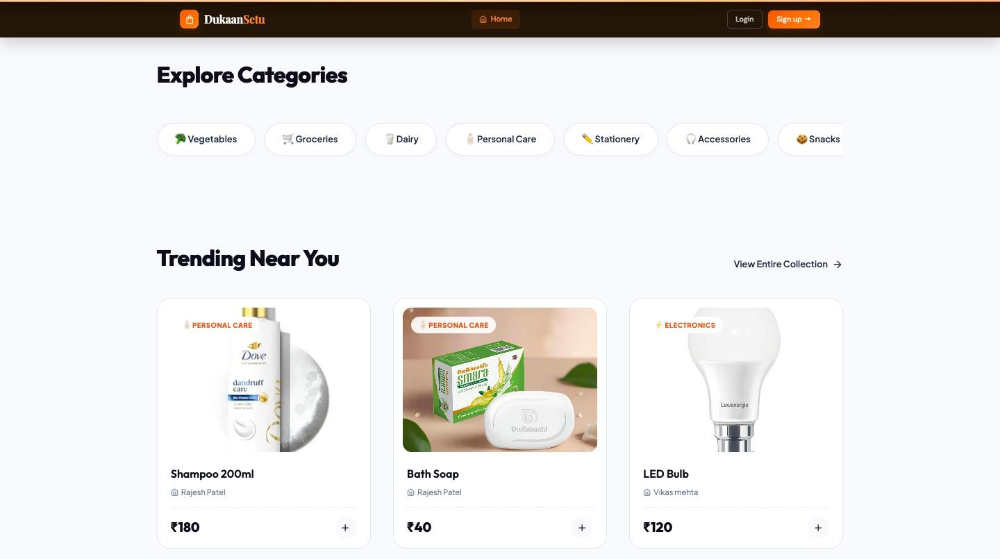 DukaanSetu
Home
Login
Sign up →
Explore Categories
Vegetables
Groceries
Dairy
Personal Care
Stationery
Accessories
Snacks
Trending Near You
View Entire Collection →
PERSONAL CARE
Dove
dandruff
care
PERSONAL CARE
Dwibhashi's
smara
Dwibhashi
ELECTRONICS
Lowenergie
Shampoo 200ml
Rajesh Patel
₹180
+
Bath Soap
Rajesh Patel
₹40
+
LED Bulb
Vikas mehta
₹120
+